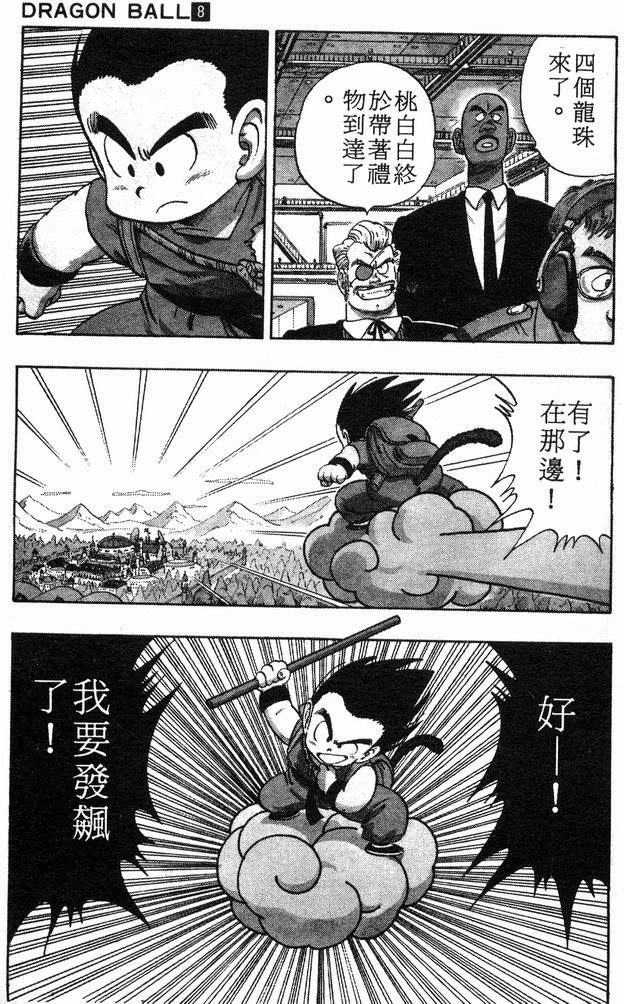 DRAGON BALL 8
四個龍珠
來了。
桃白白終
於帶著禮
物到達了
。
有了！
在那邊！
好—！
我要發飆
了！